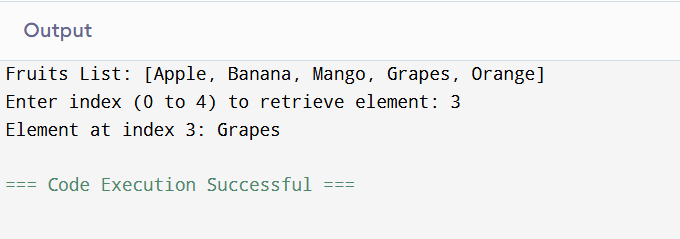 Output
Fruits List: [Apple, Banana, Mango, Grapes, Orange]
Enter index (0 to 4) to retrieve element: 3
Element at index 3: Grapes
=== Code Execution Successful ===